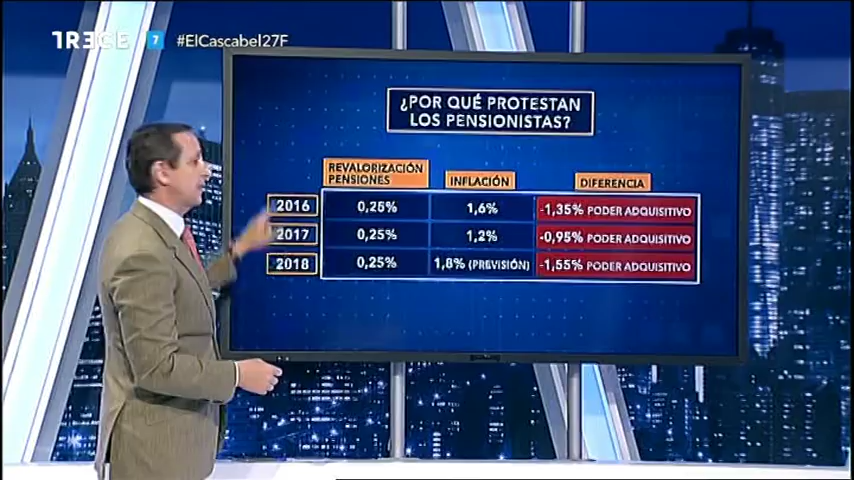 TRECE 7 #ElCascabel27F
¿POR QUÉ PROTESTAN
LOS PENSIONISTAS?
REVALORIZACIÓN
PENSIONES INFLACIÓN DIFERENCIA
2016 0,25% 1,6% -1,35% PODER ADQUISITIVO
2017 0,25% 1,2% -0,95% PODER ADQUISITIVO
2018 0,25% 1,8% (PREVISIÓN) -1,55% PODER ADQUISITIVO